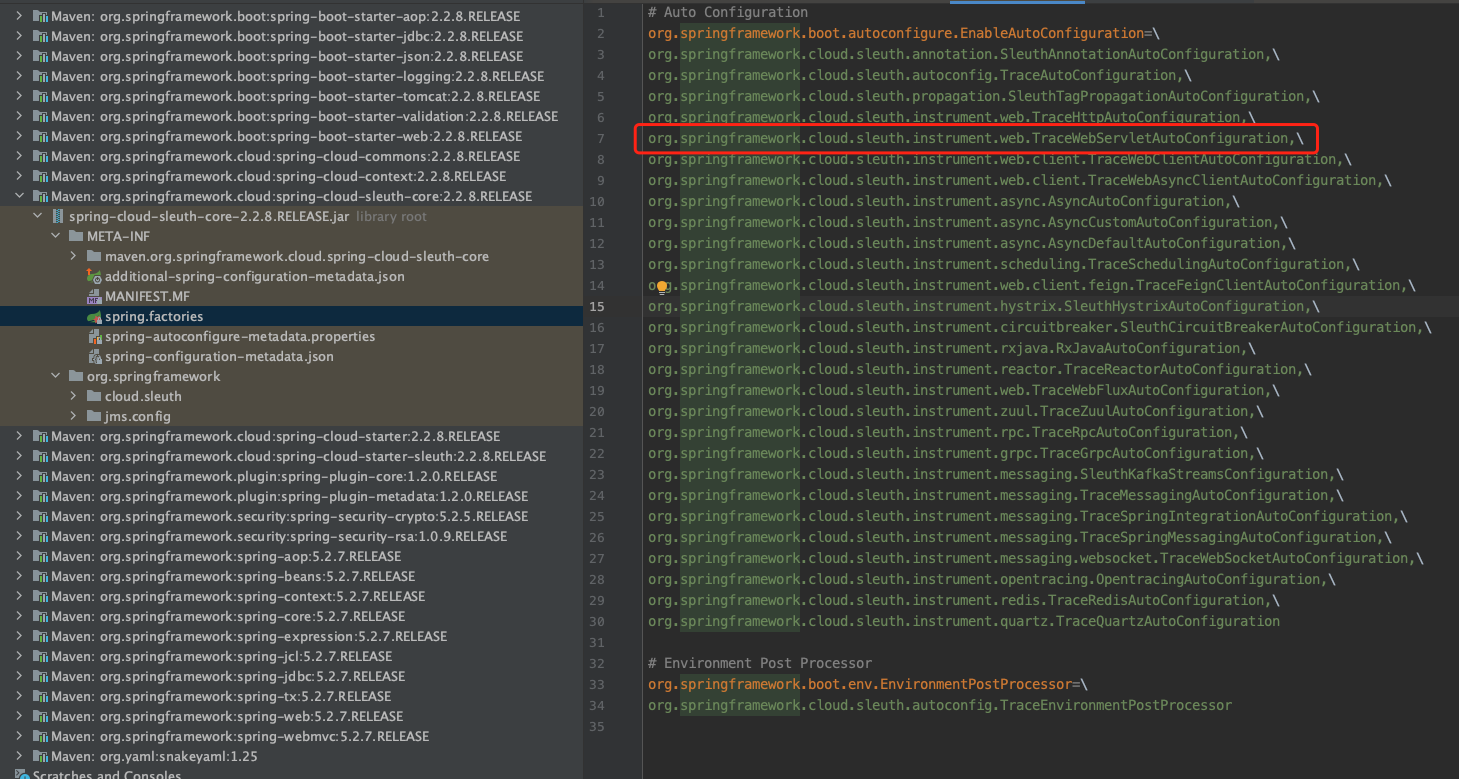 Maven: org.springframework.boot:spring-boot-starter-aop:2.2.8.RELEASE
Maven: org.springframework.boot:spring-boot-starter-jdbc:2.2.8.RELEASE
Maven: org.springframework.boot:spring-boot-starter-json:2.2.8.RELEASE
Maven: org.springframework.boot:spring-boot-starter-logging:2.2.8.RELEASE
Maven: org.springframework.boot:spring-boot-starter-tomcat:2.2.8.RELEASE
Maven: org.springframework.boot:spring-boot-starter-validation:2.2.8.RELEASE
Maven: org.springframework.boot:spring-boot-starter-web:2.2.8.RELEASE
Maven: org.springframework.cloud:spring-cloud-commons:2.2.8.RELEASE
Maven: org.springframework.cloud:spring-cloud-context:2.2.8.RELEASE
Maven: org.springframework.cloud:spring-cloud-sleuth-core:2.2.8.RELEASE
spring-cloud-sleuth-core-2.2.8.RELEASE.jar library root
META-INF
maven.org.springframework.cloud.spring-cloud-sleuth-core
additional-spring-configuration-metadata.json
MANIFEST.MF
spring.factories
spring-autoconfigure-metadata.properties
spring-configuration-metadata.json
org.springframework
cloud.sleuth
jms.config
Maven: org.springframework.cloud:spring-cloud-starter:2.2.8.RELEASE
Maven: org.springframework.cloud:spring-cloud-starter-sleuth:2.2.8.RELEASE
Maven: org.springframework.plugin:spring-plugin-core:1.2.0.RELEASE
Maven: org.springframework.plugin:spring-plugin-metadata:1.2.0.RELEASE
Maven: org.springframework.security:spring-security-crypto:5.2.5.RELEASE
Maven: org.springframework.security:spring-security-rsa:1.0.9.RELEASE
Maven: org.springframework:spring-aop:5.2.7.RELEASE
Maven: org.springframework:spring-beans:5.2.7.RELEASE
Maven: org.springframework:spring-context:5.2.7.RELEASE
Maven: org.springframework:spring-core:5.2.7.RELEASE
Maven: org.springframework:spring-expression:5.2.7.RELEASE
Maven: org.springframework:spring-jcl:5.2.7.RELEASE
Maven: org.springframework:spring-jdbc:5.2.7.RELEASE
Maven: org.springframework:spring-tx:5.2.7.RELEASE
Maven: org.springframework:spring-web:5.2.7.RELEASE
Maven: org.springframework:spring-webmvc:5.2.7.RELEASE
Maven: org.yaml:snakeyaml:1.25
Scratches and Consoles
1 # Auto Configuration
2 org.springframework.boot.autoconfigure.EnableAutoConfiguration=\
3 org.springframework.cloud.sleuth.annotation.SleuthAnnotationAutoConfiguration,\
4 org.springframework.cloud.sleuth.autoconfig.TraceAutoConfiguration,\
5 org.springframework.cloud.sleuth.propagation.SleuthTagPropagationAutoConfiguration,\
6 org.springframework.cloud.sleuth.instrument.web.TraceHttpAutoConfiguration,\
7 org.springframework.cloud.sleuth.instrument.web.TraceWebServletAutoConfiguration,\
8 org.springframework.cloud.sleuth.instrument.web.client.TraceWebClientAutoConfiguration,\
9 org.springframework.cloud.sleuth.instrument.web.client.TraceWebAsyncClientAutoConfiguration,\
10 org.springframework.cloud.sleuth.instrument.async.AsyncAutoConfiguration,\
11 org.springframework.cloud.sleuth.instrument.async.AsyncCustomAutoConfiguration,\
12 org.springframework.cloud.sleuth.instrument.async.AsyncDefaultAutoConfiguration,\
13 org.springframework.cloud.sleuth.instrument.scheduling.TraceSchedulingAutoConfiguration,\
14 org.springframework.cloud.sleuth.instrument.web.client.feign.TraceFeignClientAutoConfiguration,\
15 org.springframework.cloud.sleuth.instrument.hystrix.SleuthHystrixAutoConfiguration,\
16 org.springframework.cloud.sleuth.instrument.circuitbreaker.SleuthCircuitBreakerAutoConfiguration,\
17 org.springframework.cloud.sleuth.instrument.rxjava.RxJavaAutoConfiguration,\
18 org.springframework.cloud.sleuth.instrument.reactor.TraceReactorAutoConfiguration,\
19 org.springframework.cloud.sleuth.instrument.web.TraceWebFluxAutoConfiguration,\
20 org.springframework.cloud.sleuth.instrument.zuul.TraceZuulAutoConfiguration,\
21 org.springframework.cloud.sleuth.instrument.rpc.TraceRpcAutoConfiguration,\
22 org.springframework.cloud.sleuth.instrument.grpc.TraceGrpcAutoConfiguration,\
23 org.springframework.cloud.sleuth.instrument.messaging.SleuthKafkaStreamsConfiguration,\
24 org.springframework.cloud.sleuth.instrument.messaging.TraceMessagingAutoConfiguration,\
25 org.springframework.cloud.sleuth.instrument.messaging.TraceSpringIntegrationAutoConfiguration,\
26 org.springframework.cloud.sleuth.instrument.messaging.TraceSpringMessagingAutoConfiguration,\
27 org.springframework.cloud.sleuth.instrument.messaging.websocket.TraceWebSocketAutoConfiguration,\
28 org.springframework.cloud.sleuth.instrument.opentracing.OpentracingAutoConfiguration,\
29 org.springframework.cloud.sleuth.instrument.redis.TraceRedisAutoConfiguration,\
30 org.springframework.cloud.sleuth.instrument.quartz.TraceQuartzAutoConfiguration
31
32 # Environment Post Processor
33 org.springframework.boot.env.EnvironmentPostProcessor=\
34 org.springframework.cloud.sleuth.autoconfig.TraceEnvironmentPostProcessor
35